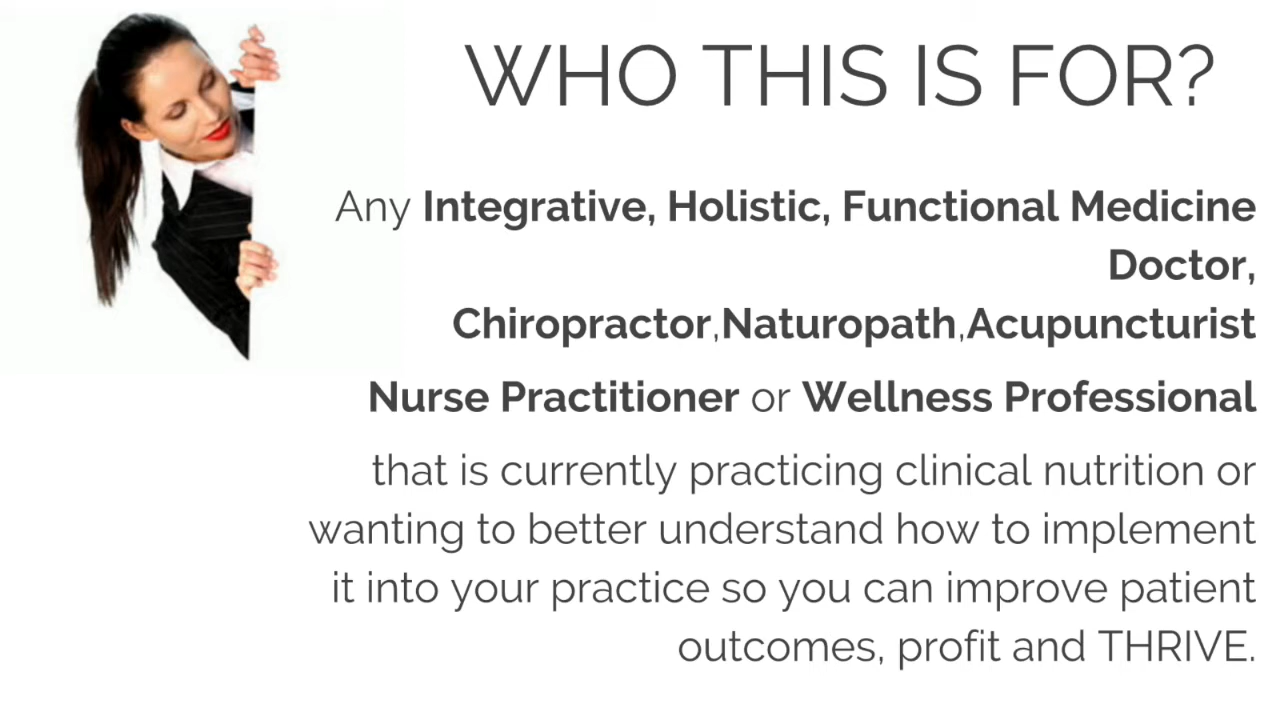 WHO THIS IS FOR?
Any Integrative, Holistic, Functional Medicine
Doctor,
Chiropractor,Naturopath,Acupuncturist
Nurse Practitioner or Wellness Professional
that is currently practicing clinical nutrition or
wanting to better understand how to implement
it into your practice so you can improve patient
outcomes, profit and THRIVE.